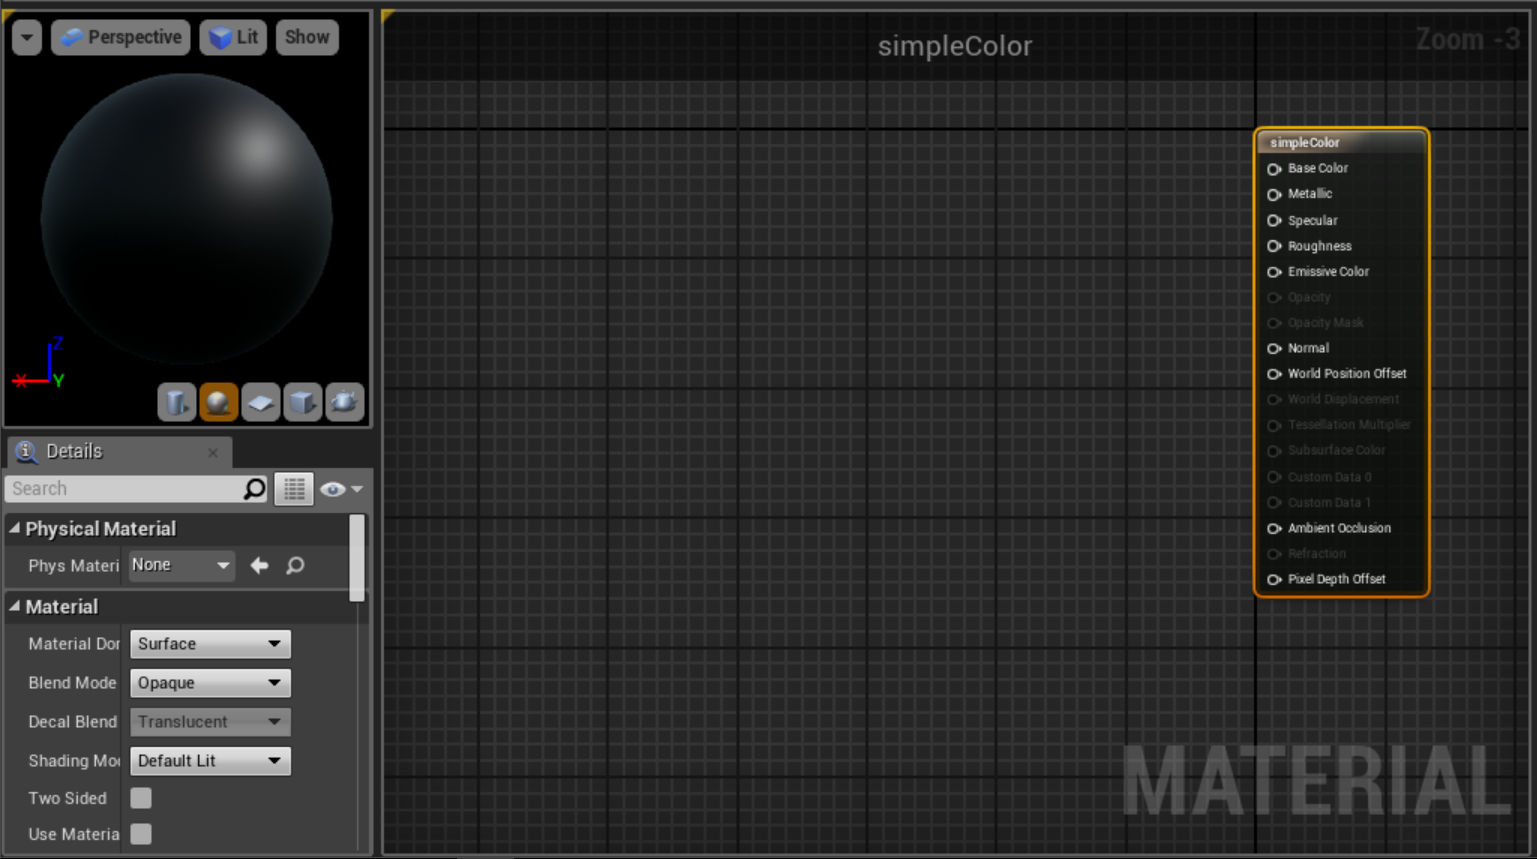 Perspective
Lit
Show
Z
X
Y
Details
Search
Physical Material
Phys Materi
None
Material
Material Dor
Surface
Blend Mode
Opaque
Decal Blend
Translucent
Shading Mo
Default Lit
Two Sided
Use Materia
simpleColor
Zoom -3
simpleColor
Base Color
Metallic
Specular
Roughness
Emissive Color
Opacity
Opacity Mask
Normal
World Position Offset
World Displacement
Tessellation Multiplier
Subsurface Color
Custom Data 0
Custom Data 1
Ambient Occlusion
Refraction
Pixel Depth Offset
MATERIAL